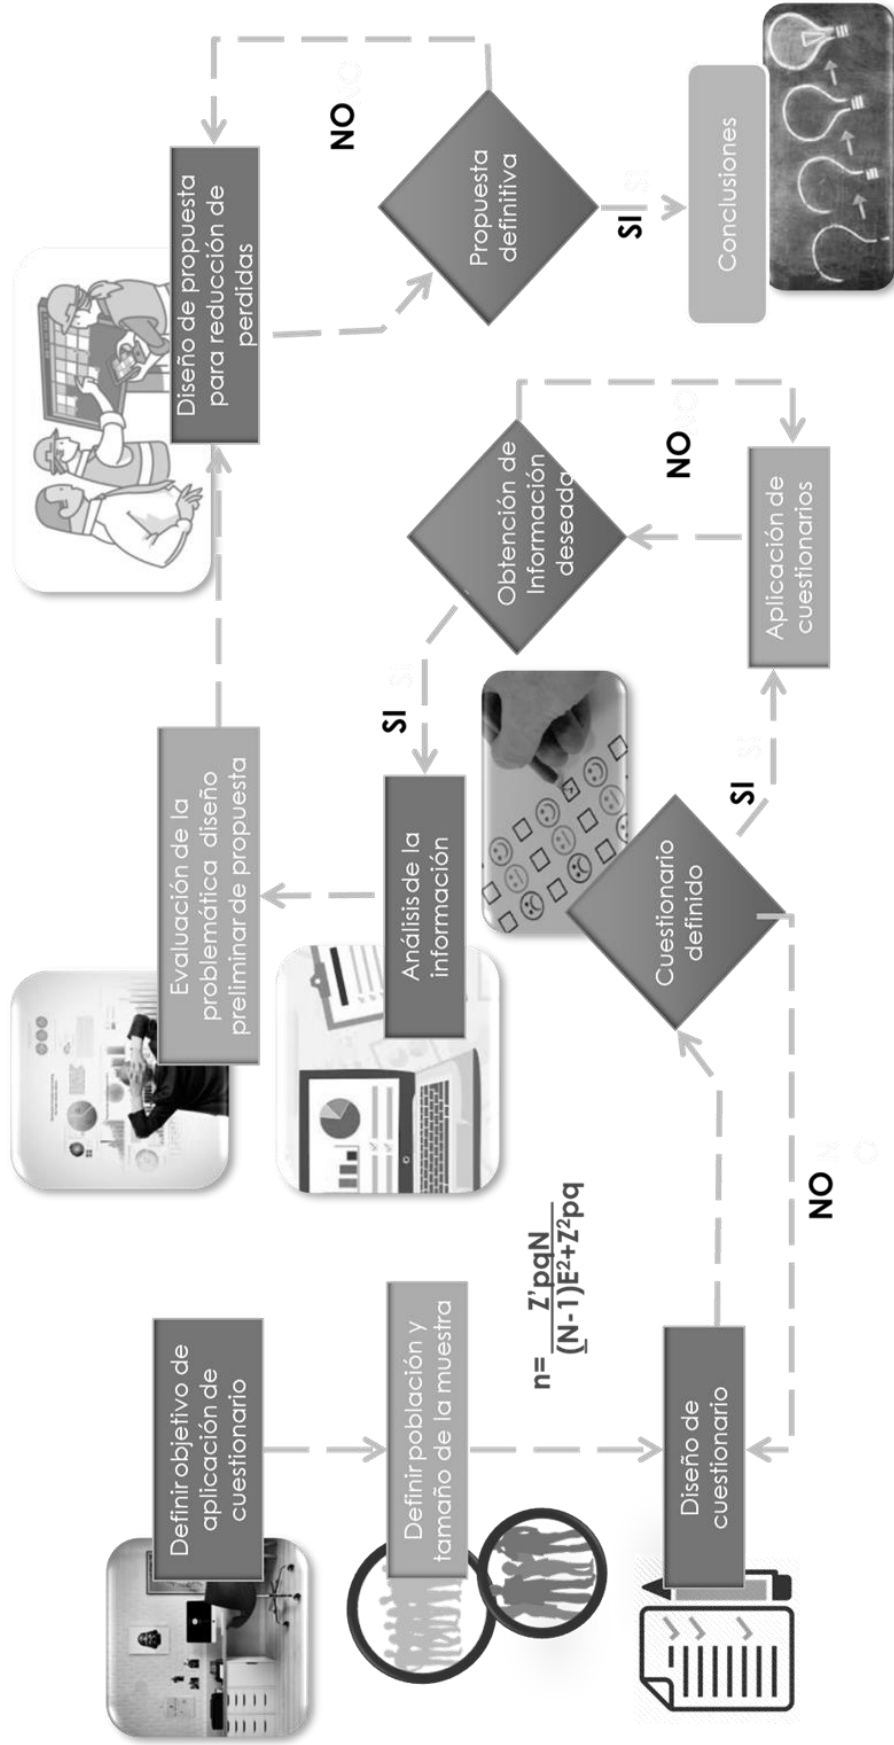 Definir objetivo de
aplicación de
cuestionario
Definir población y
tamaño de la muestra
n= Z'pqN
(N-1)E²+Z²pq
Diseño de
cuestionario
NO
Cuestionario
definido
SI
Aplicación de
cuestionarios
NO
Obtención de
Información
deseada
SI
Análisis de la
información
Evaluación de la
problemática diseño
preliminar de propuesta
Diseño de propuesta
para reducción de
perdidas
NO
Propuesta
definitiva
SI
Conclusiones